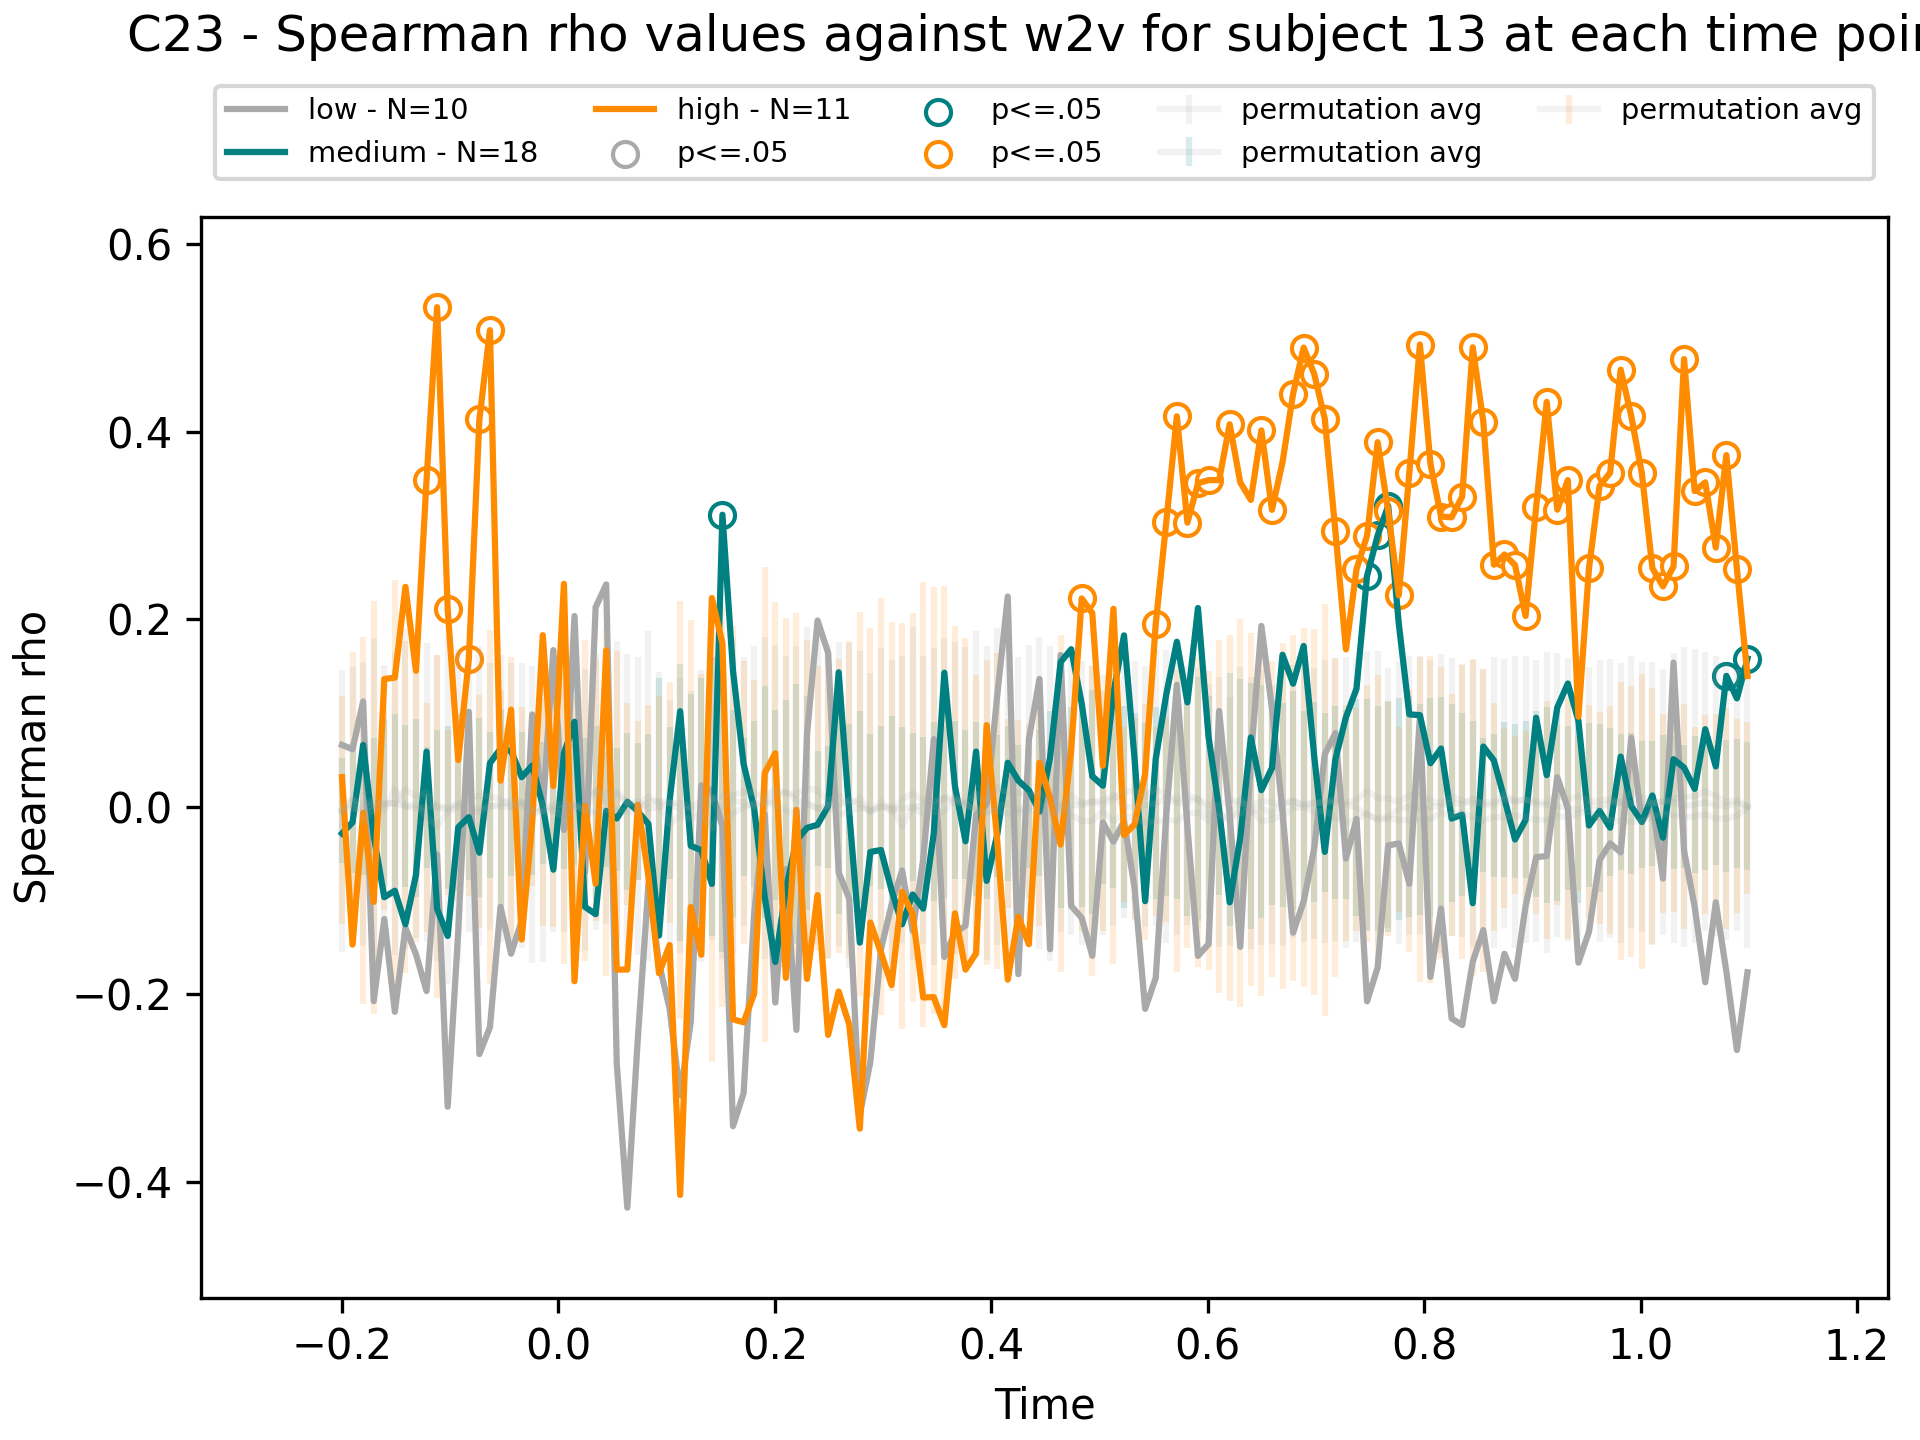 C23 - Spearman rho values against w2v for subject 13 at each time poi
low - N=10 high - N=11 p<=.05 permutation avg permutation avg
medium - N=18 p<=.05 p<=.05 permutation avg
0.6
0.4
0.2
0.0
−0.2
−0.4
Spearman rho
−0.2 0.0 0.2 0.4 0.6 0.8 1.0 1.2
Time